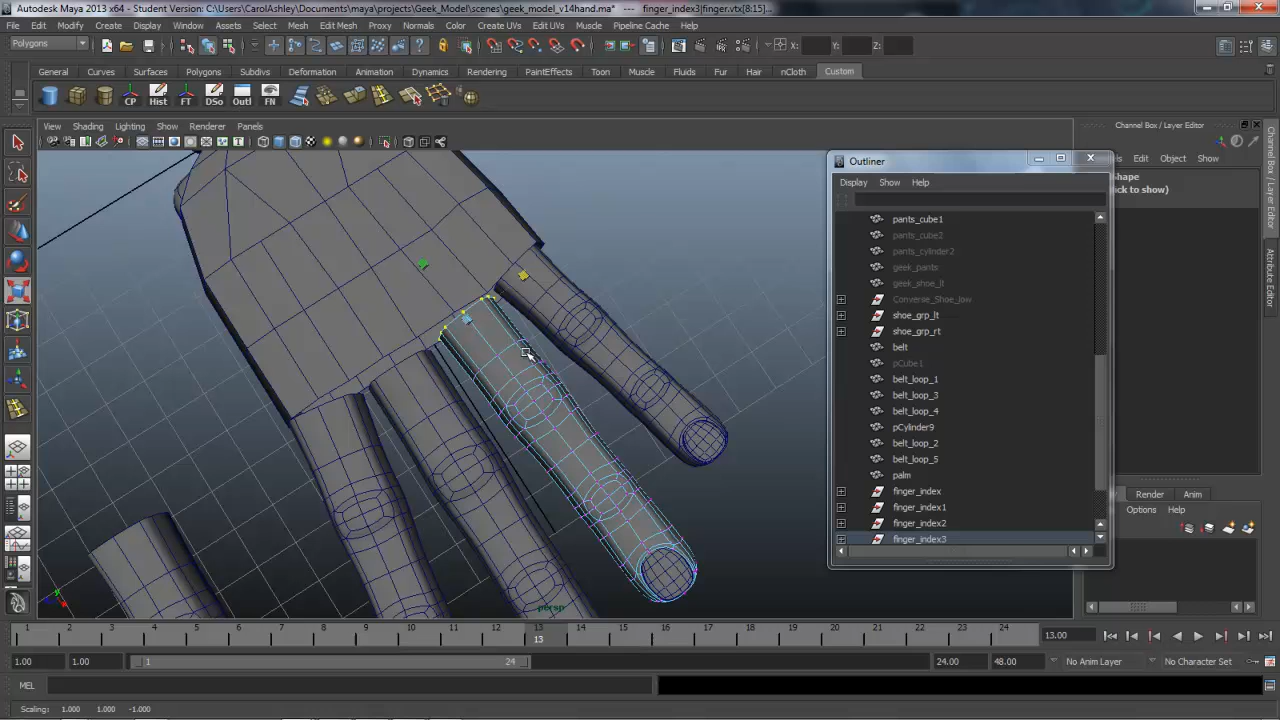 Autodesk Maya 2013 x64 - Student Version: C:\Users\CarolAshley\Documents\maya\projects\Geek_Model\scenes\geek_model_v14hand.ma* --- finger_index3|finger.vtx[8:15]...
File Edit Modify Create Display Window Assets Select Mesh Edit Mesh Proxy Normals Color Create UVs Edit UVs Muscle Pipeline Cache Help
Polygons X: Y: Z:
General Curves Surfaces Polygons Subdivs Deformation Animation Dynamics Rendering PaintEffects Toon Muscle Fluids Fur Hair nCloth Custom
CP Hist FT DSo Outl FN
View Shading Lighting Show Renderer Panels
Channel Box / Layer Editor
Outliner
Edit Object Show
Display Show Help
Shape
ck to show)
pants_cube1
pants_cube2
pants_cylinder2
geek_pants
geek_shoe_lt
Converse_Shoe_low
shoe_grp_lt
shoe_grp_rt
belt
pCube1
belt_loop_1
belt_loop_3
belt_loop_4
pCylinder9
belt_loop_2
belt_loop_5
palm
finger_index
finger_index1
finger_index2
finger_index3
Render Anim
Options Help
Channel Box / Layer Editor
Attribute Editor
persp
1 2 3 4 5 6 7 8 9 10 11 12 13 14 15 16 17 18 19 20 21 22 23 24
13
13.00
1.00 1.00 1 24 24.00 48.00 No Anim Layer No Character Set
MEL
Scaling: 1.000 1.000 -1.000